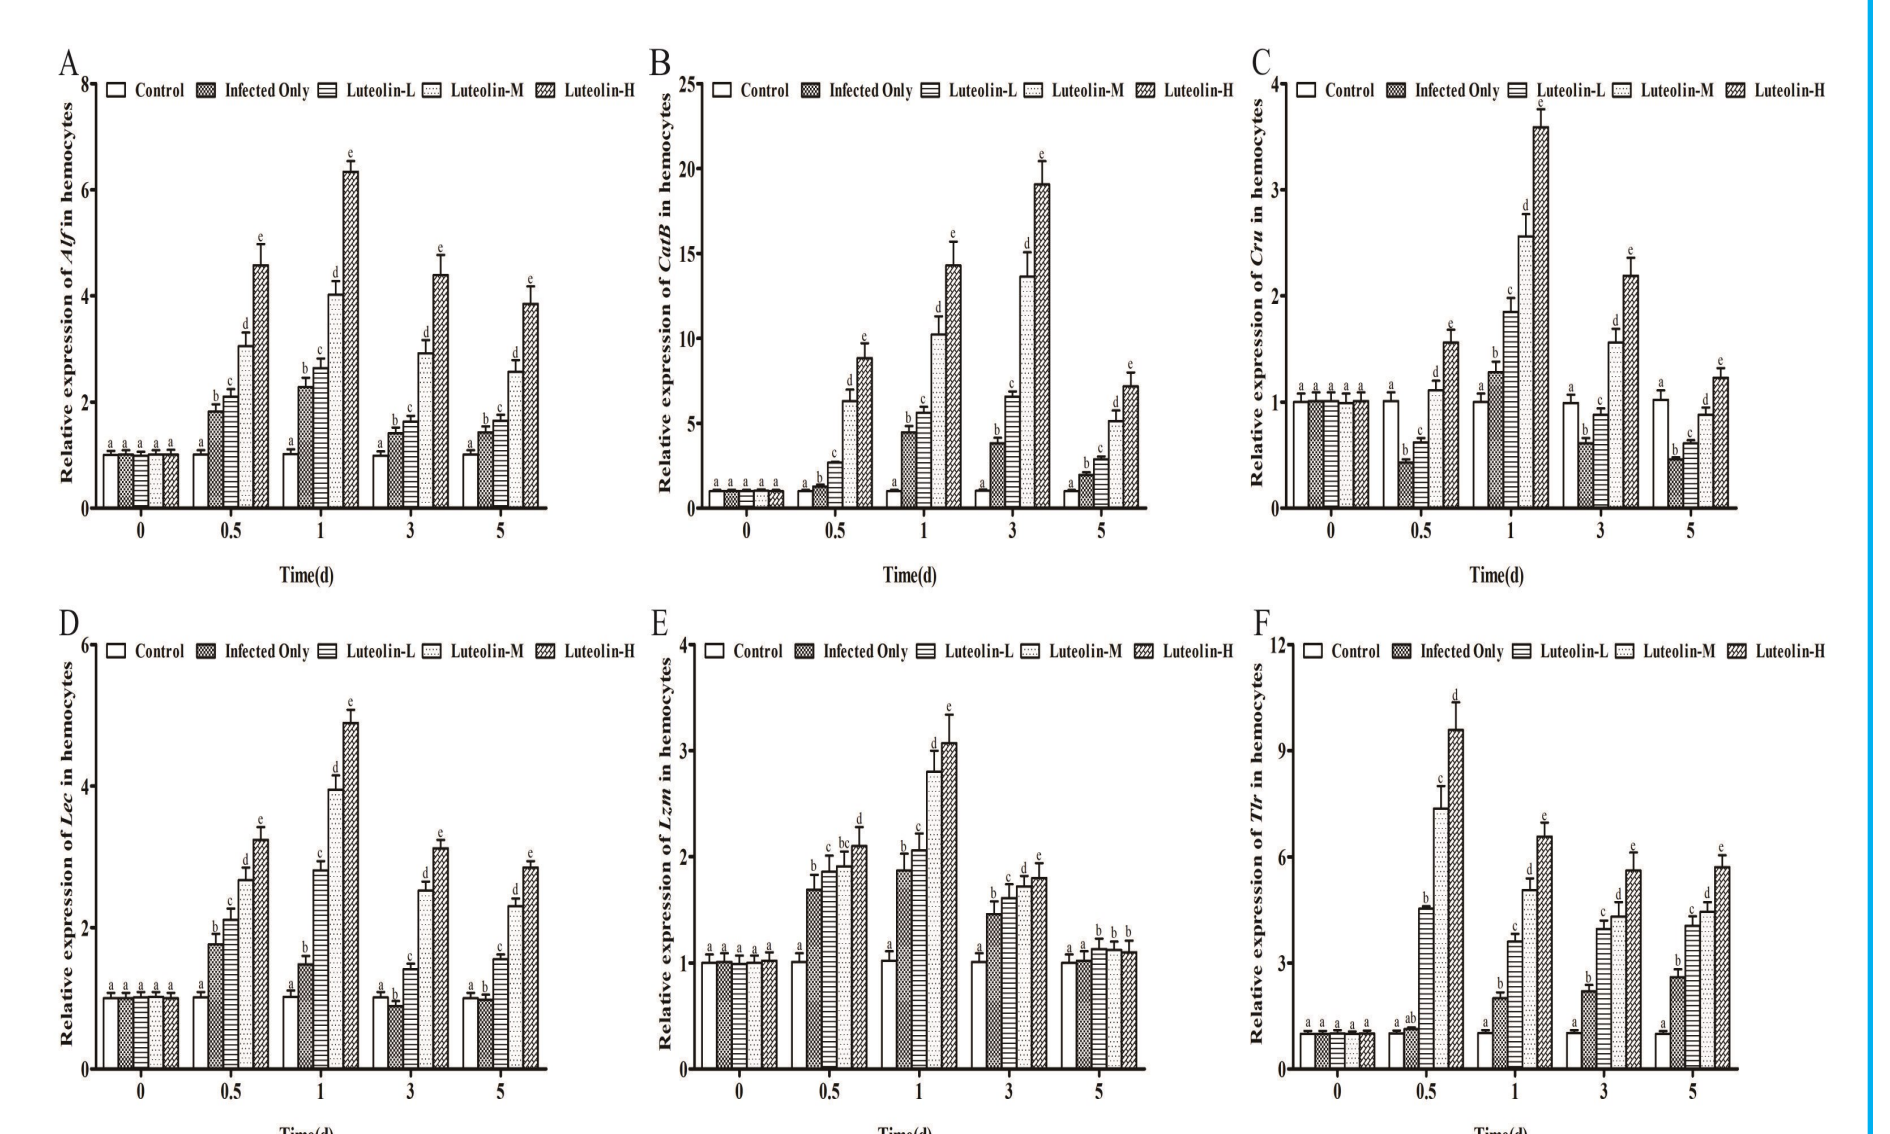 A
8
Control Infected Only Luteolin-L Luteolin-M Luteolin-H
Relative expression of Alf in hemocytes
6
4
2
0
a a a a a
a b c d e
a b c d e
a b c d e
a b c d e
0 0.5 1 3 5
Time(d)
B
25
Control Infected Only Luteolin-L Luteolin-M Luteolin-H
Relative expression of CatB in hemocytes
20
15
10
5
0
a a a a a
a b c d e
a b c d e
a b c d e
a b c d e
0 0.5 1 3 5
Time(d)
C
4
Control Infected Only Luteolin-L Luteolin-M Luteolin-H
Relative expression of Cru in hemocytes
3
2
1
0
a a a a a
a b c d e
a b c d e
a b c d e
a b c d e
0 0.5 1 3 5
Time(d)
D
6
Control Infected Only Luteolin-L Luteolin-M Luteolin-H
Relative expression of Lec in hemocytes
4
2
0
a a a a a
a b c d e
a b c d e
a b c d e
a b c d e
0 0.5 1 3 5
Time(d)
E
4
Control Infected Only Luteolin-L Luteolin-M Luteolin-H
Relative expression of Lzm in hemocytes
3
2
1
0
a a a a a
a b c bc d
a b c d e
a b c d e
a a b b b
0 0.5 1 3 5
Time(d)
F
12
Control Infected Only Luteolin-L Luteolin-M Luteolin-H
Relative expression of Tlr in hemocytes
9
6
3
0
a a a a a
a ab b c d
a b c d e
a b c d e
a b c d e
0 0.5 1 3 5
Time(d)